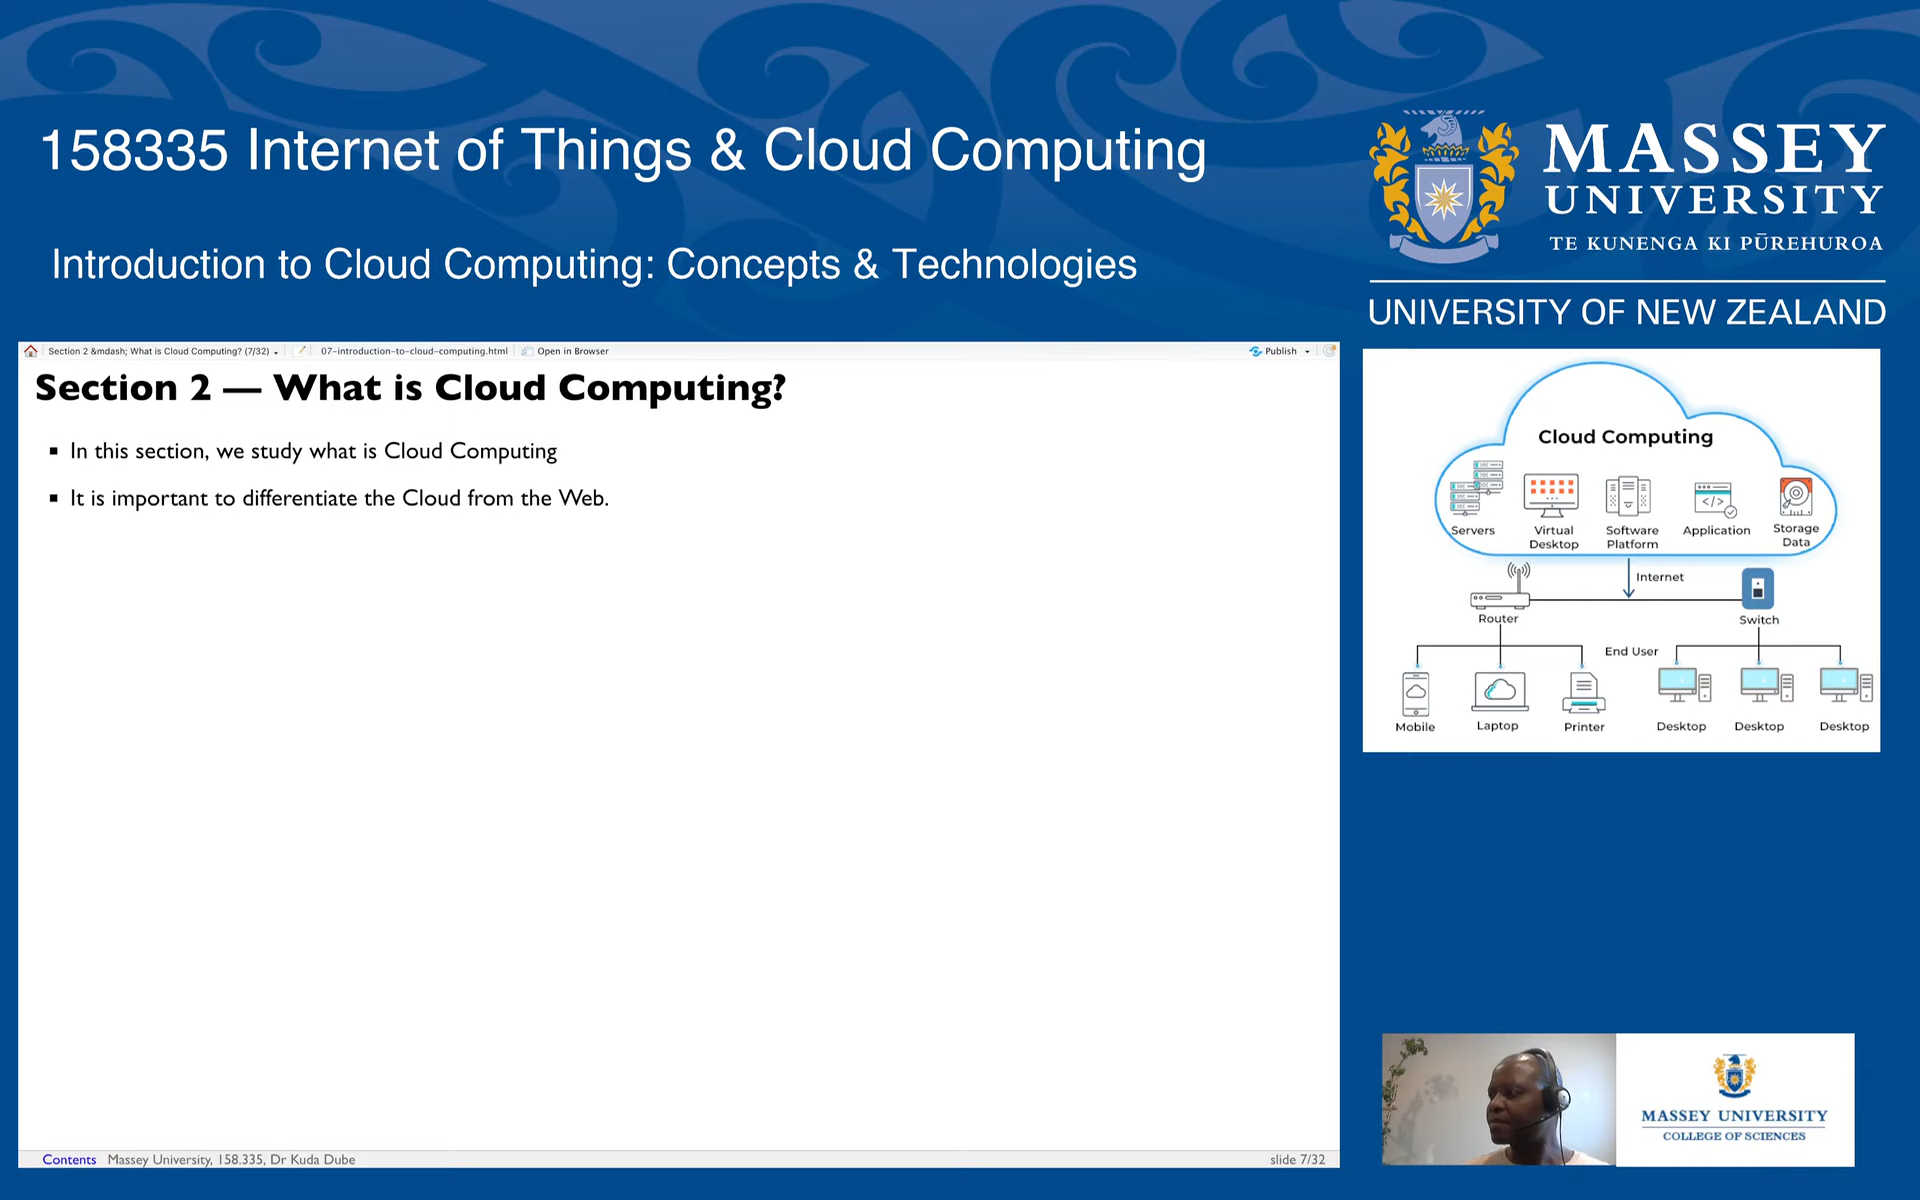 158335 Internet of Things & Cloud Computing
Introduction to Cloud Computing: Concepts & Technologies
MASSEY
UNIVERSITY
TE KUNENGA KI PŪREHUROA
UNIVERSITY OF NEW ZEALAND
Section 2 &mdash; What is Cloud Computing? (7/32)
07-introduction-to-cloud-computing.html
Open in Browser
Publish
Section 2 — What is Cloud Computing?
In this section, we study what is Cloud Computing
It is important to differentiate the Cloud from the Web.
Contents
Massey University, 158.335, Dr Kuda Dube
slide 7/32
Cloud Computing
Servers
Virtual
Desktop
Software
Platform
</>
Application
Storage
Data
Internet
Router
Switch
End User
Mobile
Laptop
Printer
Desktop
Desktop
Desktop
MASSEY UNIVERSITY
COLLEGE OF SCIENCES